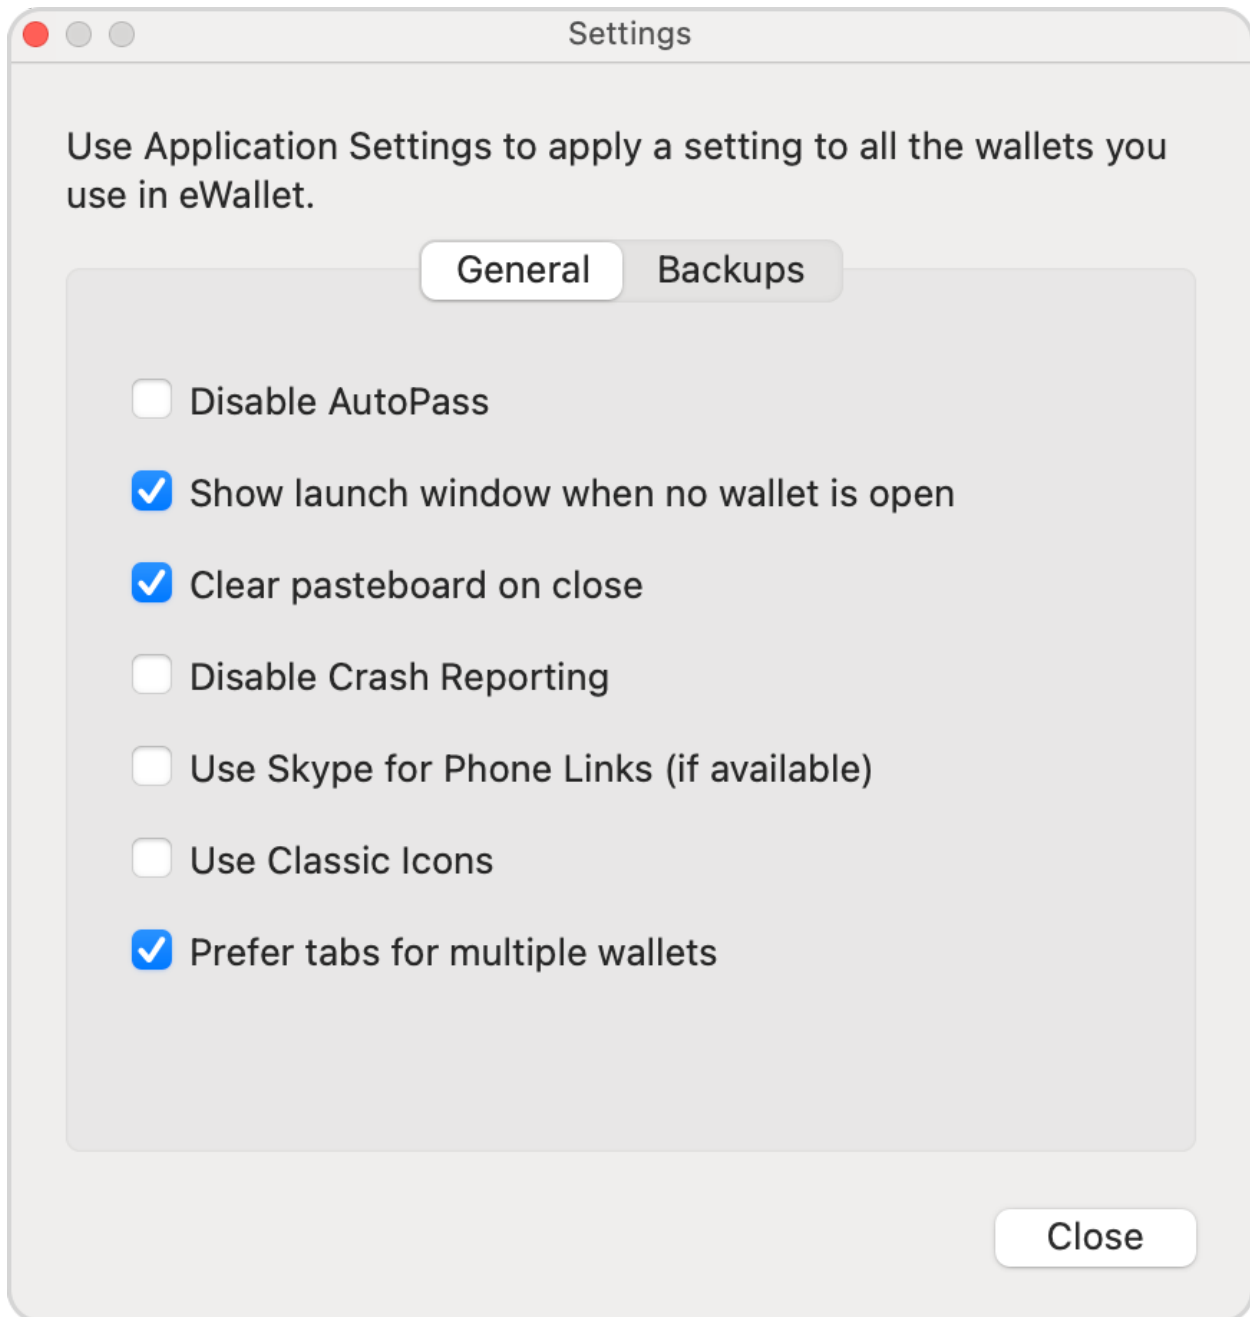 Settings
Use Application Settings to apply a setting to all the wallets you
use in eWallet.
General Backups
Disable AutoPass
Show launch window when no wallet is open
Clear pasteboard on close
Disable Crash Reporting
Use Skype for Phone Links (if available)
Use Classic Icons
Prefer tabs for multiple wallets
Close